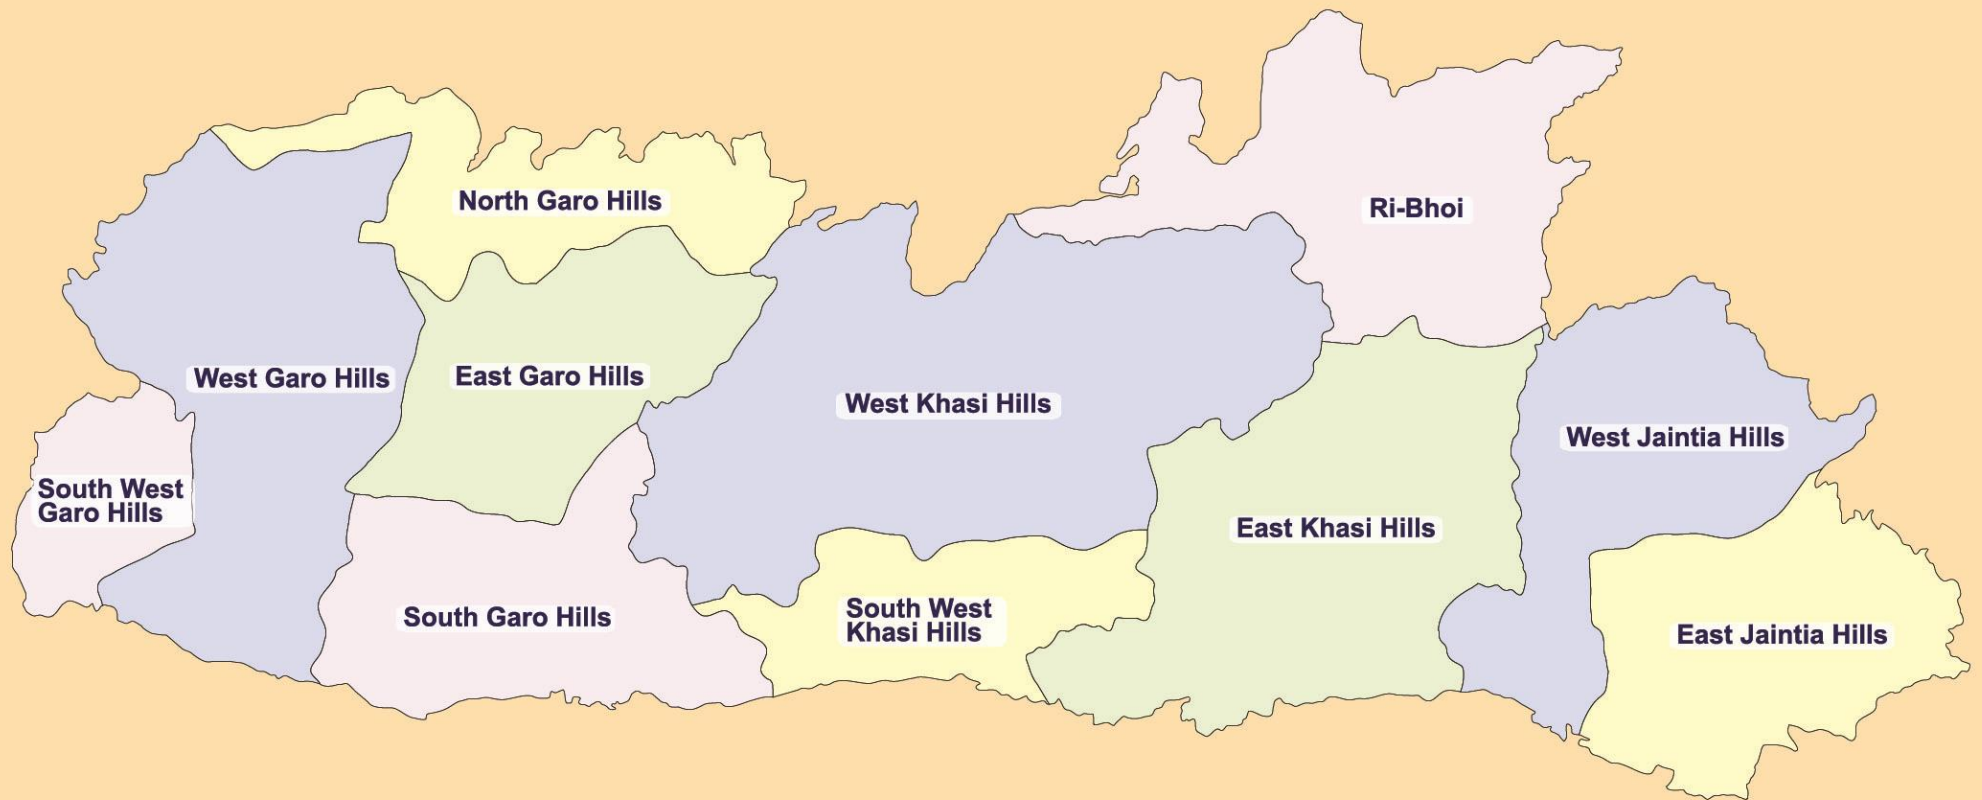 North Garo Hills
Ri-Bhoi
West Garo Hills
East Garo Hills
West Khasi Hills
West Jaintia Hills
South West
Garo Hills
East Khasi Hills
South Garo Hills
South West
Khasi Hills
East Jaintia Hills